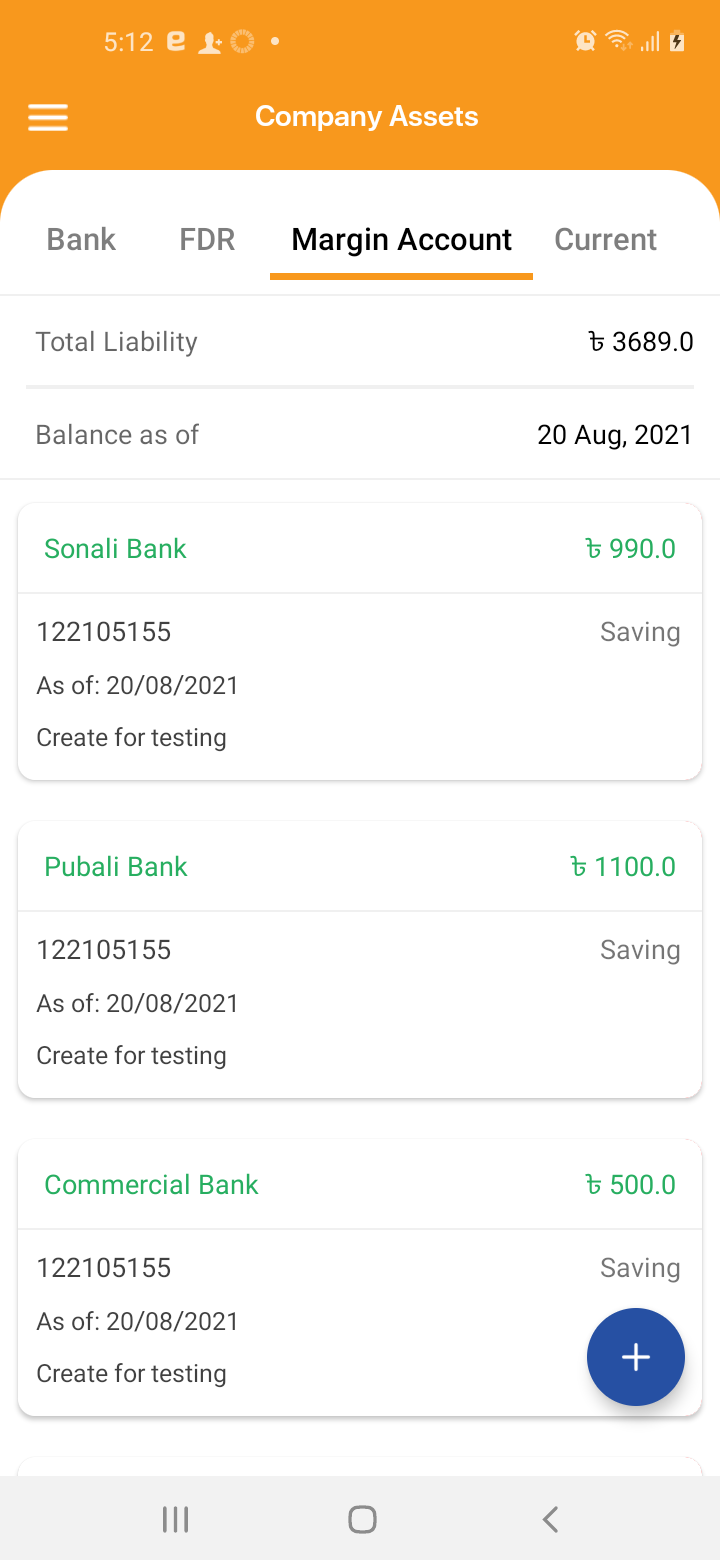 5:12
Company Assets
Bank FDR Margin Account Current
Total Liability ৳ 3689.0
Balance as of 20 Aug, 2021
Sonali Bank ৳ 990.0
122105155 Saving
As of: 20/08/2021
Create for testing
Pubali Bank ৳ 1100.0
122105155 Saving
As of: 20/08/2021
Create for testing
Commercial Bank ৳ 500.0
122105155 Saving
As of: 20/08/2021
Create for testing